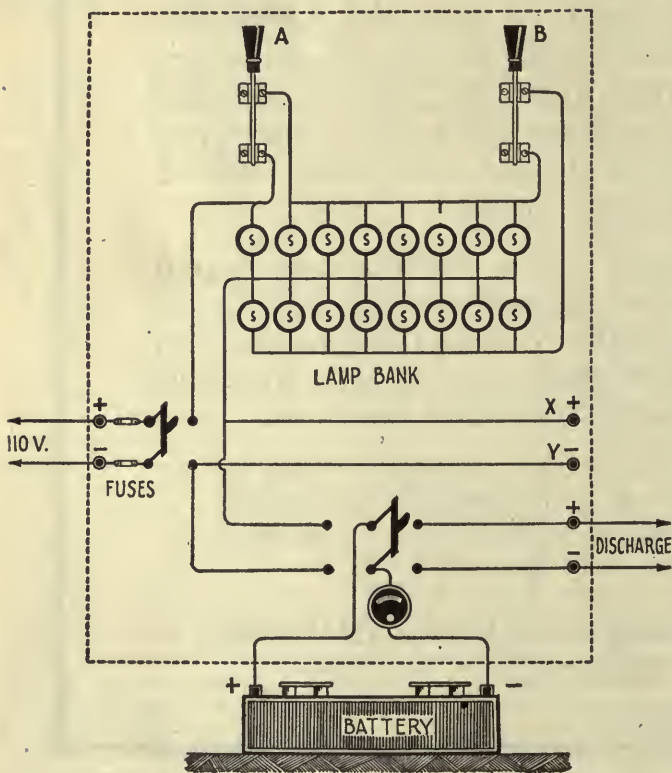 A
B
S S S S S S S S
S S S S S S S S
LAMP BANK
X +
+
110 V.
Y -
-
FUSES
+
DISCHARGE
-
+ -
BATTERY